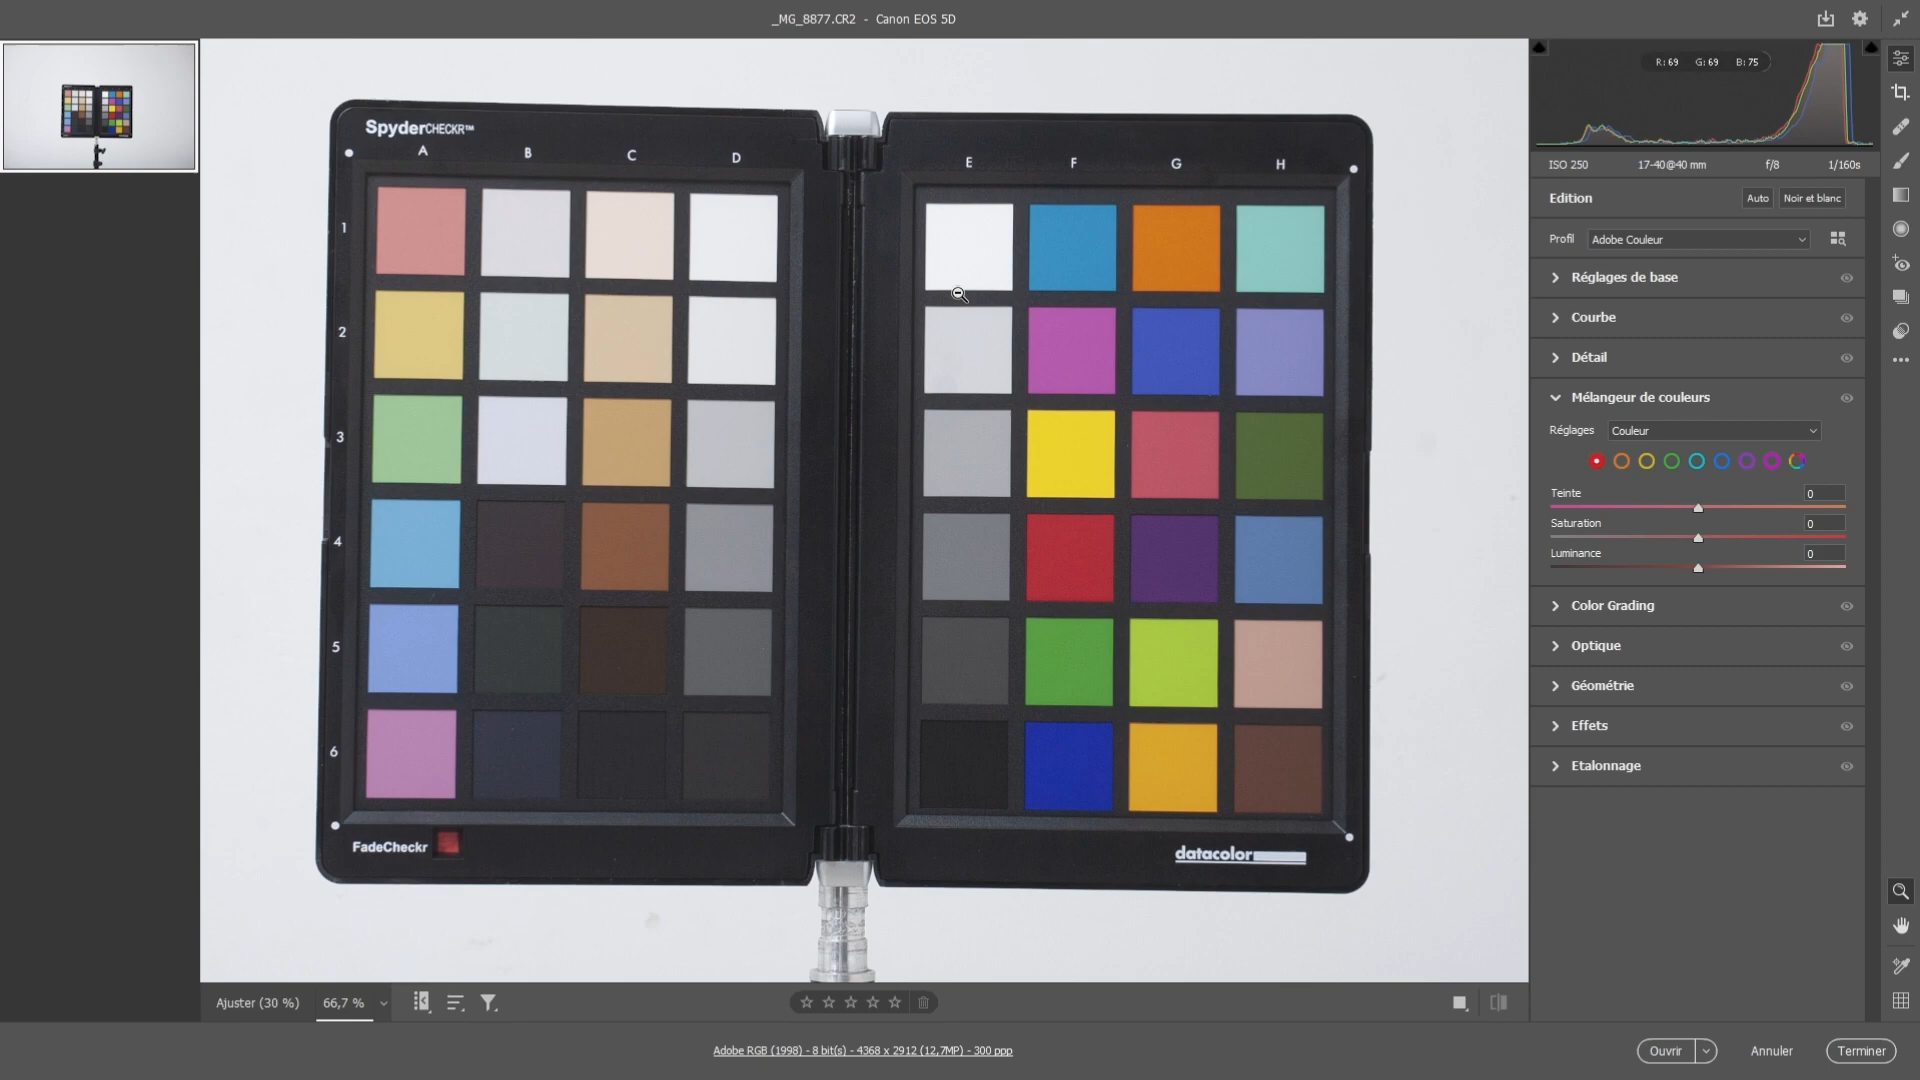 _MG_8877.CR2 - Canon EOS 5D
R: 69 G: 69 B: 75
ISO 250 17-40@40 mm f/8 1/160s
Edition Auto Noir et blanc
Profil Adobe Couleur
Réglages de base
Courbe
Détail
Mélangeur de couleurs
Réglages Couleur
Teinte 0
Saturation 0
Luminance 0
Color Grading
Optique
Géométrie
Effets
Etalonnage
SpyderCHECKR™
A B C D E F G H
1
2
3
4
5
6
FadeCheckr
datacolor
Ajuster (30 %) 66,7 %
Adobe RGB (1998) - 8 bit(s) - 4368 x 2912 (12,7MP) - 300 ppp
Ouvrir Annuler Terminer